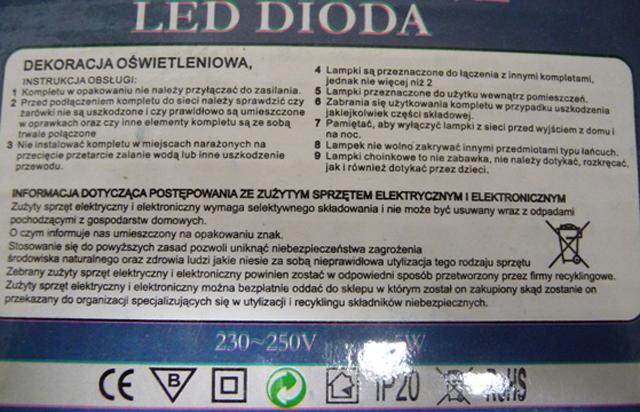 LED DIODA
DEKORACJA OŚWIETLENIOWA,
INSTRUKCJA OBSŁUGI:
1 Kompletu w opakowaniu nie należy przyłączać do zasilania.
2 Przed podłączeniem kompletu do sieci należy sprawdzić czy
żarówki nie są uszkodzone i czy prawidłowo są umieszczone
w oprawkach oraz czy inne elementy kompletu są ze sobą
trwale połączone
3 Nie instalować kompletu w miejscach narażonych na
przecięcie przetarcie zalanie wodą lub inne uszkodzenie
przewodu.
4 Lampki są przeznaczone do łączenia z innymi kompletami,
jednak nie więcej niż 2
5 Lampki przeznaczone do użytku wewnątrz pomieszczeń.
6 Zabrania się użytkowania kompletu w przypadku uszkodzenia
jakiejkolwiek części składowej.
7 Pamiętać, aby wyłączyć lampki z sieci przed wyjściem z domu i
na noc.
8 Lampek nie wolno zakrywać innymi przedmiotami typu łańcuch.
9 Lampki choinkowe to nie zabawka, nie należy dotykać, rozkręcać,
jak i również dotykać przez dzieci.
INFORMACJA DOTYCZĄCA POSTĘPOWANIA ZE ZUŻYTYM SPRZĘTEM ELEKTRYCZNYM I ELEKTRONICZNYM
Zużyty sprzęt elektryczny i elektroniczny wymaga selektywnego składowania i nie może być usuwany wraz z odpadami
pochodzącymi z gospodarstw domowych.
O czym informuje nas umieszczony na opakowaniu znak.
Stosowanie się do powyższych zasad pozwoli uniknąć niebezpieczeństwa zagrożenia
środowiska naturalnego oraz zdrowia ludzi jakie niesie za sobą nieprawidłowa utylizacja tego rodzaju sprzętu
Zebrany zużyty sprzęt elektryczny i elektroniczny powinien zostać w odpowiedni sposób przetworzony przez firmy recyklingowe.
Zużyty sprzęt elektryczny i elektroniczny można bezpłatnie oddać do sklepu w którym został on zakupiony skąd zostanie on
przekazany do organizacji specjalizujących się w utylizacji i recyklingu składników niebezpiecznych.
230~250V W
CE B IP20 RoHS